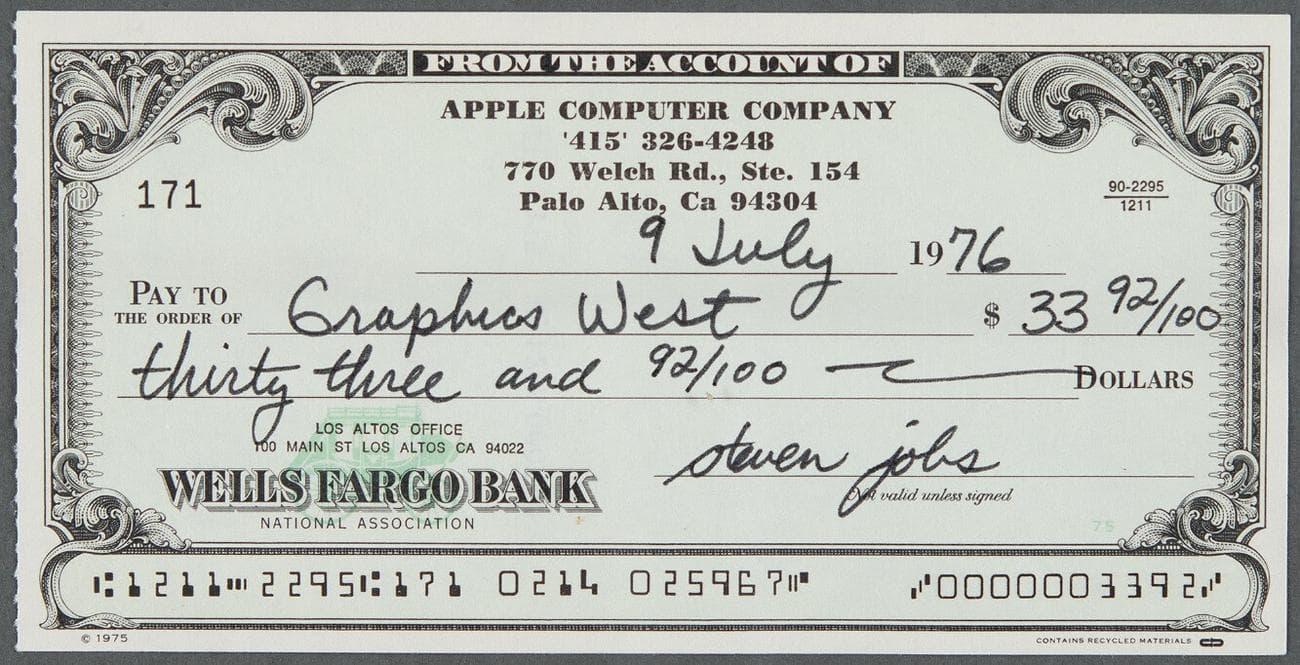 FROM THE ACCOUNT OF
APPLE COMPUTER COMPANY
'415' 326-4248
770 Welch Rd., Ste. 154
Palo Alto, Ca 94304
171
90-2295
1211
9 July 1976
PAY TO
THE ORDER OF Graphics West $ 33 92/100
thirty three and 92/100 DOLLARS
LOS ALTOS OFFICE
100 MAIN ST LOS ALTOS CA 94022
WELLS FARGO BANK
NATIONAL ASSOCIATION
steven jobs
Not valid unless signed
75
⑆1211⑉2295⑆171 0214 025967⑈ ⑇0000003392⑇
© 1975
CONTAINS RECYCLED MATERIALS